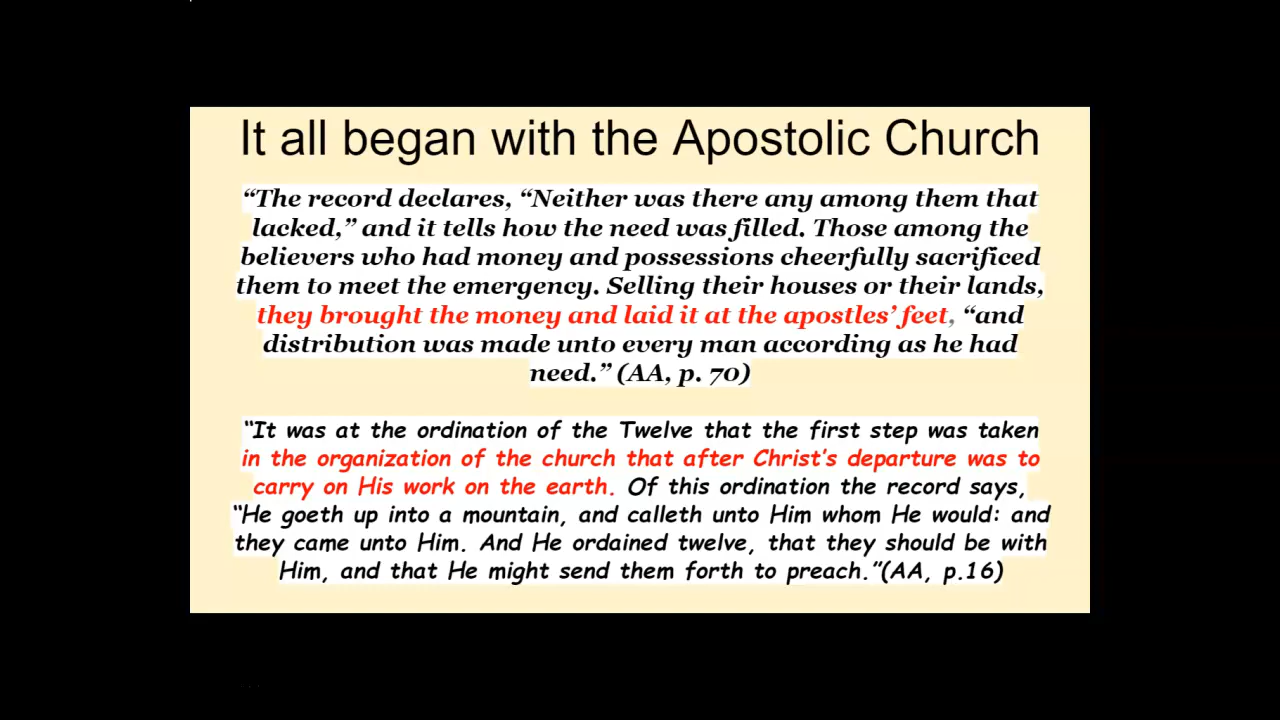 It all began with the Apostolic Church
“The record declares, “Neither was there any among them that
lacked,” and it tells how the need was filled. Those among the
believers who had money and possessions cheerfully sacrificed
them to meet the emergency. Selling their houses or their lands,
they brought the money and laid it at the apostles’ feet, “and
distribution was made unto every man according as he had
need.” (AA, p. 70)
“It was at the ordination of the Twelve that the first step was taken
in the organization of the church that after Christ’s departure was to
carry on His work on the earth. Of this ordination the record says,
“He goeth up into a mountain, and calleth unto Him whom He would: and
they came unto Him. And He ordained twelve, that they should be with
Him, and that He might send them forth to preach.”(AA, p.16)